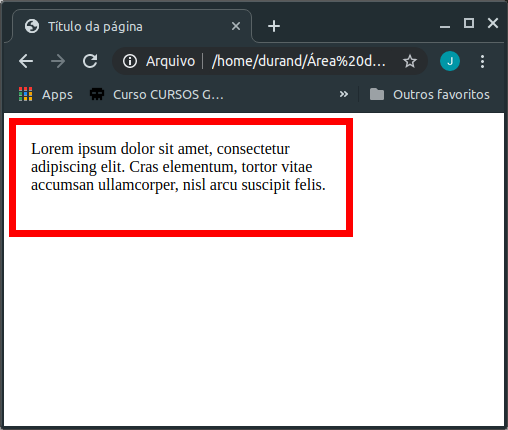 Título da página
Arquivo | /home/durand/Área%20d...
J
Apps
Curso CURSOS G...
»
Outros favoritos
Lorem ipsum dolor sit amet, consectetur
adipiscing elit. Cras elementum, tortor vitae
accumsan ullamcorper, nisl arcu suscipit felis.